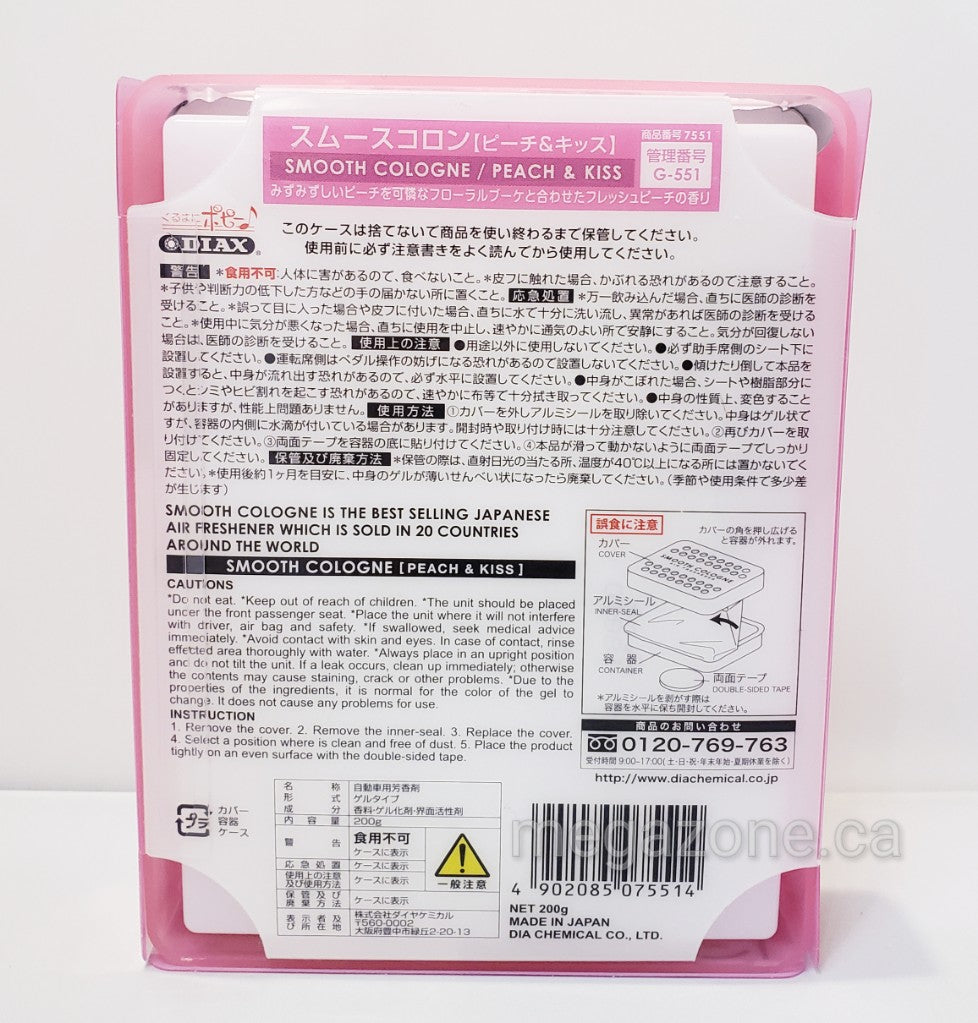 スムースコロン【ピーチ&キッス】
商品番号7551
SMOOTH COLOGNE / PEACH & KISS
管理番号
G-551
みずみずしいピーチを可憐なフローラルブーケと合わせたフレッシュピーチの香り
くるまにポピー♪
DIAX®
このケースは捨てないで商品を使い終わるまで保管してください。
使用前に必ず注意書きをよく読んでから使用してください。
警告 *食用不可:人体に害があるので、食べないこと。*皮フに触れた場合、かぶれる恐れがあるので注意すること。
*子供や判断力の低下した方などの手の届かない所に置くこと。 応急処置 *万一飲み込んだ場合、直ちに医師の診断を
受けること。*誤って目に入った場合や皮フに付いた場合、直ちに水で十分に洗い流し、異常があれば医師の診断を受ける
こと。*使用中に気分が悪くなった場合、直ちに使用を中止し、速やかに通気のよい所で安静にすること。気分が回復しない
場合は、医師の診断を受けること。 使用上の注意 ●用途以外に使用しないでください。●必ず助手席側のシート下に
設置してください。●運転席側はペダル操作の妨げになる恐れがあるので設置しないでください。●傾けたり倒して本品を
設置すると、中身が流れ出す恐れがあるので、必ず水平に設置してください。●中身がこぼれた場合、シートや樹脂部分に
つくとシミやヒビ割れを起こす恐れがあるので、速やかに布等で十分拭き取ってください。●中身の性質上、変色すること
がありますが、性能上問題ありません。 使用方法 ①カバーを外しアルミシールを取り除いてください。中身はゲル状で
すが、容器の内側に水滴が付いている場合があります。開封時や取り付け時には十分注意してください。②再びカバーを取
り付けてください。③両面テープを容器の底に貼り付けてください。④本品が滑って動かないように両面テープでしっかり
固定してください。 保管及び廃棄方法 *保管の際は、直射日光の当たる所、温度が40℃以上になる所には置かないでく
ださい。*使用後約1ヶ月を目安に、中身のゲルが薄いせんべい状になったら廃棄してください。(季節や使用条件で多少差
が生じます)
SMOOTH COLOGNE IS THE BEST SELLING JAPANESE
AIR FRESHENER WHICH IS SOLD IN 20 COUNTRIES
AROUND THE WORLD
SMOOTH COLOGNE [ PEACH & KISS ]
CAUTIONS
*Do not eat. *Keep out of reach of children. *The unit should be placed
under the front passenger seat. *Place the unit where it will not interfere
with driver, air bag and safety. *If swallowed, seek medical advice
immediately. *Avoid contact with skin and eyes. In case of contact, rinse
effected area thoroughly with water. *Always place in an upright position
and do not tilt the unit. If a leak occurs, clean up immediately; otherwise
the contents may cause staining, crack or other problems. *Due to the
properties of the ingredients, it is normal for the color of the gel to
change. It does not cause any problems for use.
INSTRUCTION
1. Remove the cover. 2. Remove the inner-seal. 3. Replace the cover.
4. Select a position where is clean and free of dust. 5. Place the product
tightly on an even surface with the double-sided tape.
誤食に注意
カバーの角を押し広げる
と容器が外れます。
カバー
COVER
SMOOTH COLOGNE
アルミシール
INNER-SEAL
容器
CONTAINER
両面テープ
DOUBLE-SIDED TAPE
*アルミシールを剥がす際は
容器を水平に保ち開封してください。
商品のお問い合わせ
0120-769-763
受付時間 9:00-17:00(土・日・祝・年末年始・夏期休業を除く)
http://www.diachemical.co.jp
プラ
カバー
容器
ケース
名称 自動車用芳香剤
形式 ゲルタイプ
成分 香料・ゲル化剤・界面活性剤
内容量 200g
警告 食用不可
ケースに表示
応急処置 ケースに表示
使用上の注意
及び使用方法 ケースに表示
保管及び
廃棄方法 ケースに表示
一般注意
表示者及
び所在地
株式会社ダイヤケミカル
〒560-0002
大阪府豊中市緑丘2-20-13
megazone.ca
4 902085 075514
NET 200g
MADE IN JAPAN
DIA CHEMICAL CO., LTD.